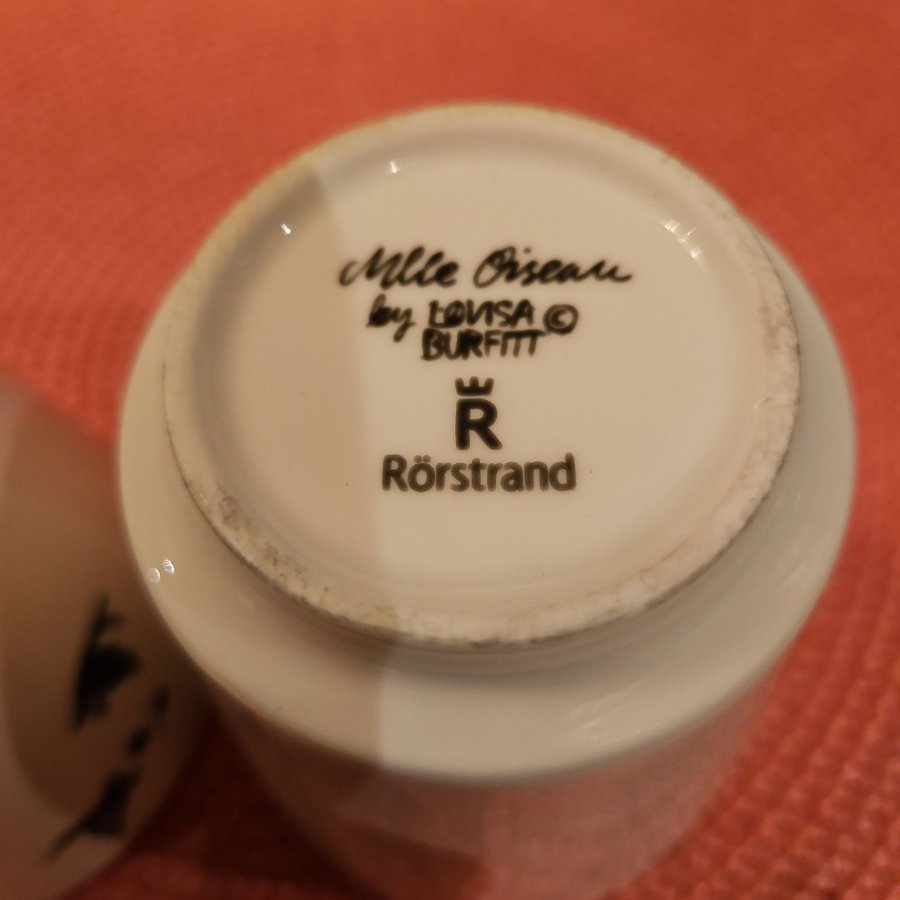 Mlle Oiseau
by LOVISA ©
BURFITT
R
Rörstrand